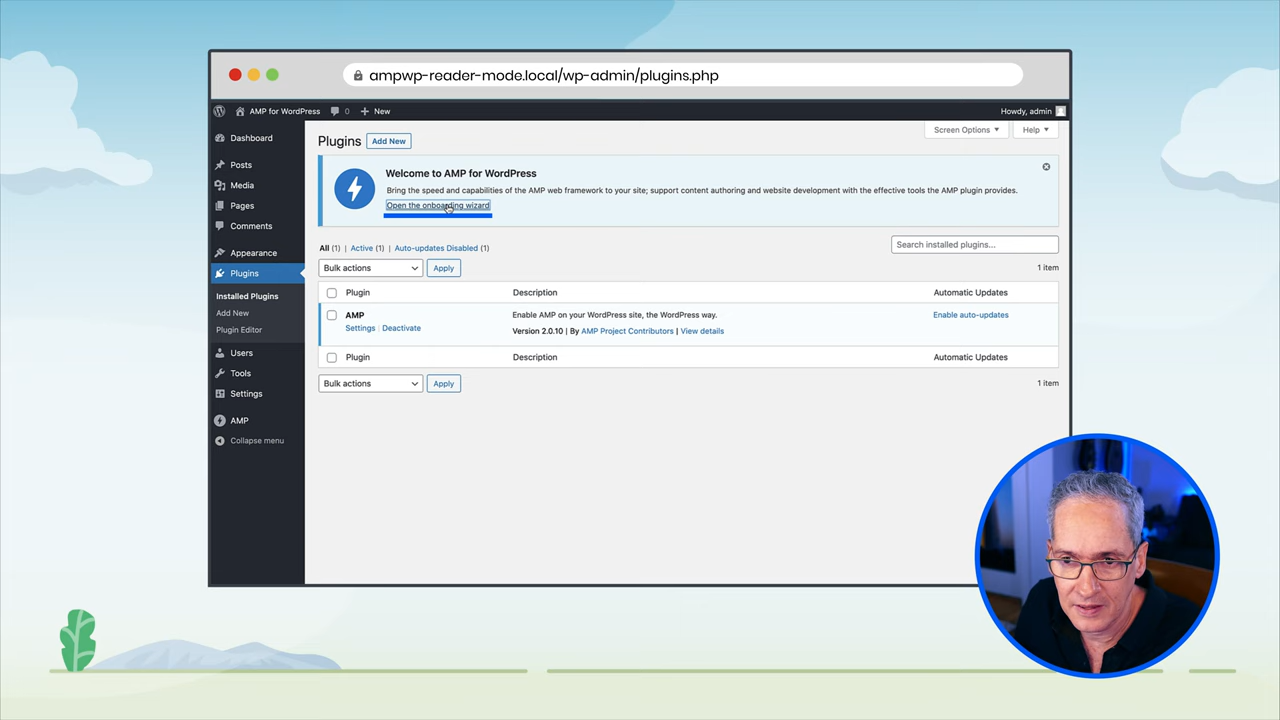 ampwp-reader-mode.local/wp-admin/plugins.php
AMP for WordPress 0 New Howdy, admin
Dashboard
Posts
Media
Pages
Comments
Appearance
Plugins
Installed Plugins
Add New
Plugin Editor
Users
Tools
Settings
AMP
Collapse menu
Screen Options ▼ Help ▼
Plugins Add New
Welcome to AMP for WordPress
Bring the speed and capabilities of the AMP web framework to your site; support content authoring and website development with the effective tools the AMP plugin provides.
Open the onboarding wizard
All (1) | Active (1) | Auto-updates Disabled (1)
Search installed plugins...
Bulk actions Apply 1 item
Plugin Description Automatic Updates
AMP Enable AMP on your WordPress site, the WordPress way. Enable auto-updates
Settings | Deactivate Version 2.0.10 | By AMP Project Contributors | View details
Plugin Description Automatic Updates
Bulk actions Apply 1 item